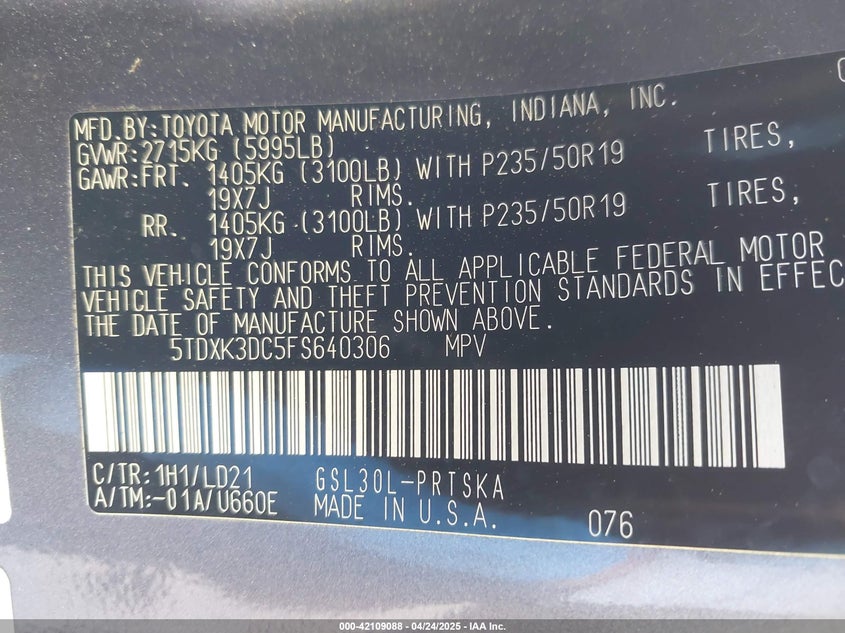 MFD.BY:TOYOTA MOTOR MANUFACTURING, INDIANA, INC.
GVWR:2715KG (5995LB)
GAWR:FRT. 1405KG (3100LB) WITH P235/50R19 TIRES,
19X7J RIMS.
RR. 1405KG (3100LB) WITH P235/50R19 TIRES,
19X7J RIMS.
THIS VEHICLE CONFORMS TO ALL APPLICABLE FEDERAL MOTOR
VEHICLE SAFETY AND THEFT PREVENTION STANDARDS IN EFFEC
THE DATE OF MANUFACTURE SHOWN ABOVE.
5TDXK3DC5FS640306 MPV
C/TR:1H1/LD21 GSL30L-PRTSKA
A/TM:-01A/U660E MADE IN U.S.A. 076
000-42109088 - 04/24/2025 - IAA Inc.